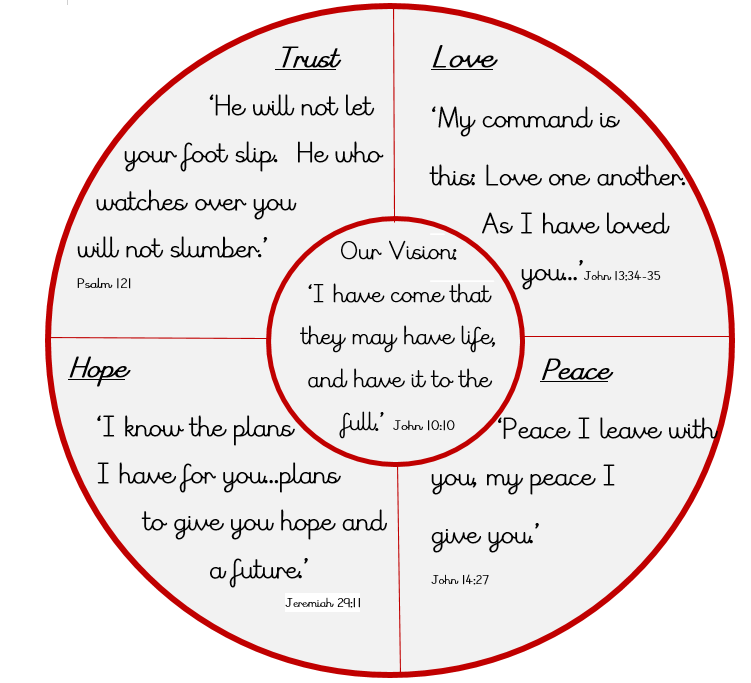 Trust
‘He will not let
your foot slip. He who
watches over you
will not slumber.’
Psalm 121
Love
‘My command is
this: Love one another.
As I have loved
you...’ John 13:34-35
Our Vision:
‘I have come that
they may have life,
and have it to the
full.’ John 10:10
Hope
‘I know the plans
I have for you...plans
to give you hope and
a future.’
Jeremiah 29:11
Peace
‘Peace I leave with
you, my peace I
give you.’
John 14:27